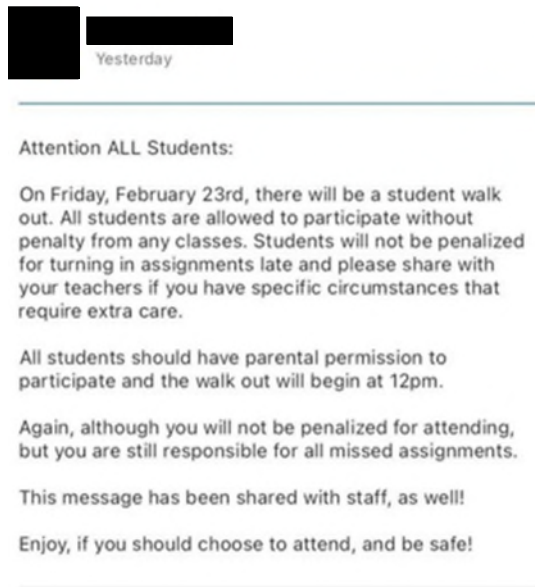 Yesterday
Attention ALL Students:
On Friday, February 23rd, there will be a student walk
out. All students are allowed to participate without
penalty from any classes. Students will not be penalized
for turning in assignments late and please share with
your teachers if you have specific circumstances that
require extra care.
All students should have parental permission to
participate and the walk out will begin at 12pm.
Again, although you will not be penalized for attending,
but you are still responsible for all missed assignments.
This message has been shared with staff, as well!
Enjoy, if you should choose to attend, and be safe!